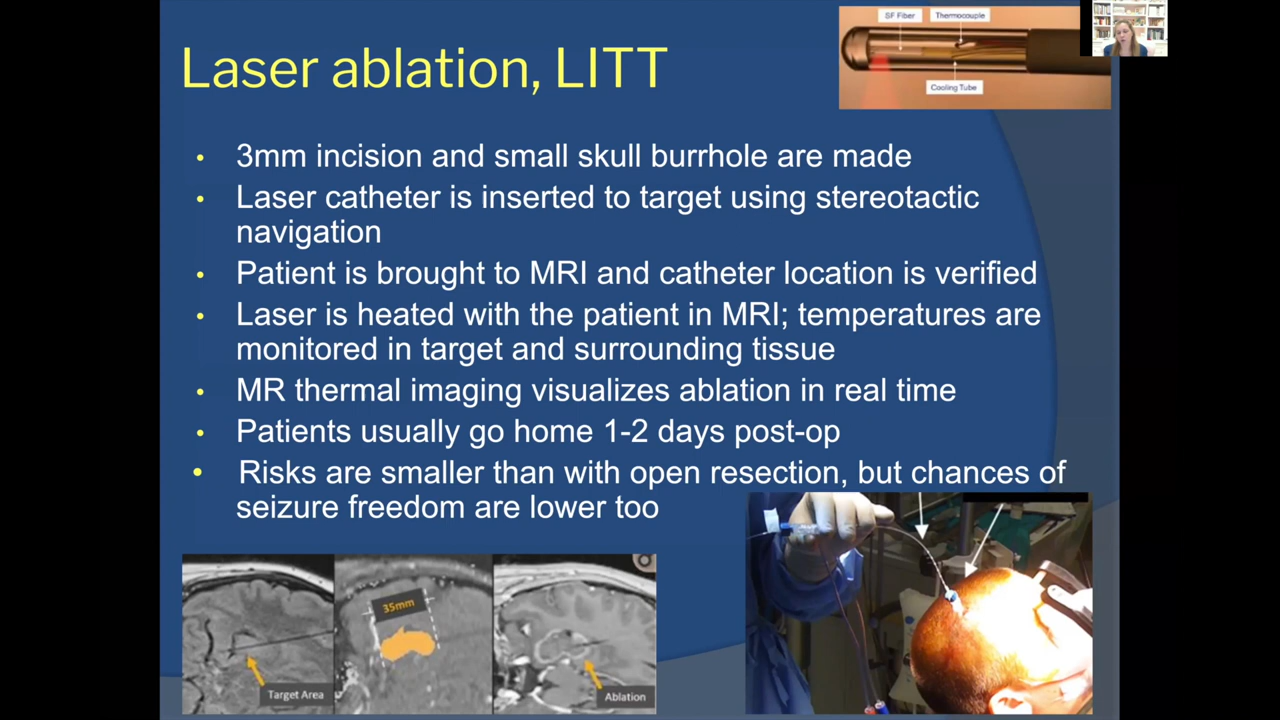 SF Fiber
Thermocouple
Cooling Tube
Laser ablation, LITT
• 3mm incision and small skull burrhole are made
• Laser catheter is inserted to target using stereotactic
navigation
• Patient is brought to MRI and catheter location is verified
• Laser is heated with the patient in MRI; temperatures are
monitored in target and surrounding tissue
• MR thermal imaging visualizes ablation in real time
• Patients usually go home 1-2 days post-op
• Risks are smaller than with open resection, but chances of
seizure freedom are lower too
35mm
Target Area
Ablation